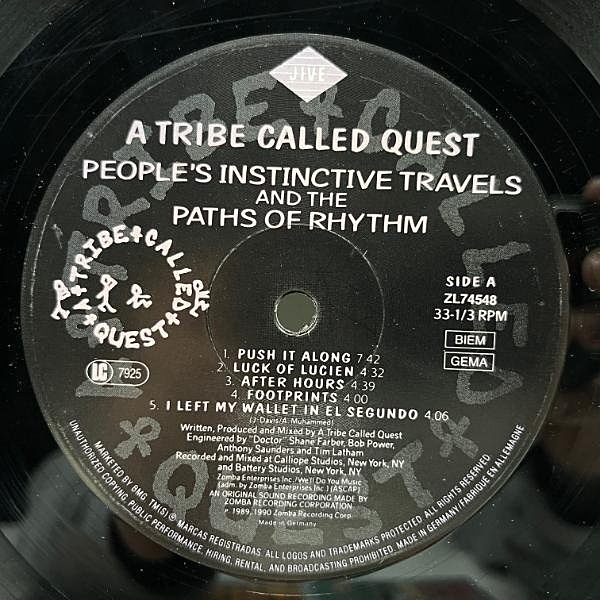 JIVE
A TRIBE CALLED QUEST
PEOPLE'S INSTINCTIVE TRAVELS
AND THE
PATHS OF RHYTHM
A TRIBE CALLED QUEST
SIDE A
ZL74548
33-1/3 RPM
BIEM
GEMA
LC 7925
1. PUSH IT ALONG 7 42
2. LUCK OF LUCIEN 4 32
3. AFTER HOURS 4 39
4. FOOTPRINTS 4 00
5. I LEFT MY WALLET IN EL SEGUNDO 4 06
(J. Davis/A. Muhammed)
Written, Produced and Mixed by A Tribe Called Quest
Engineered by "Doctor" Shane Farber, Bob Power,
Anthony Saunders and Tim Latham
Recorded and Mixed at Calliope Studios, New York, NY
and Battery Studios, New York, NY
Zomba Enterprises Inc./We'll Do You Music
(adm. by Zomba Enterprises Inc.) (ASCAP)
AN ORIGINAL SOUND RECORDING MADE BY
ZOMBA RECORDING CORPORATION
℗ 1989, 1990 Zomba Recording Corp.
Made in Germany
MARKETED BY BMG TM(S) ® MARCAS REGISTRADAS. ALL LOGOS AND TRADEMARKS PROTECTED ALL RIGHTS RESERVED
UNAUTHORIZED COPYING, PUBLIC PERFORMANCE, HIRING, RENTAL, AND BROADCASTING PROHIBITED. MADE IN GERMANY/FABRIQUE EN ALLEMAGNE
A TRIBE CALLED QUEST